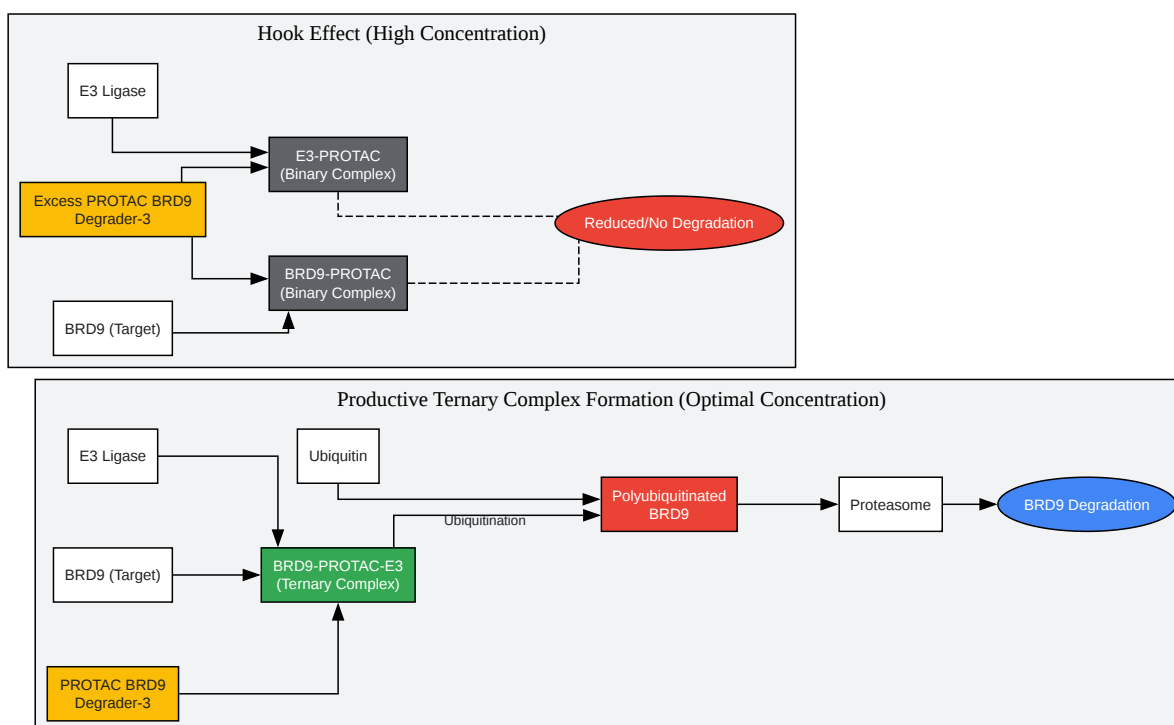 Hook Effect (High Concentration)
E3 Ligase
E3-PROTAC
(Binary Complex)
Excess PROTAC BRD9
Degrader-3
Reduced/No Degradation
BRD9-PROTAC
(Binary Complex)
BRD9 (Target)
Productive Ternary Complex Formation (Optimal Concentration)
E3 Ligase
Ubiquitin
Polyubiquitinated
BRD9
Proteasome
BRD9 Degradation
Ubiquitination
BRD9 (Target)
BRD9-PROTAC-E3
(Ternary Complex)
PROTAC BRD9
Degrader-3